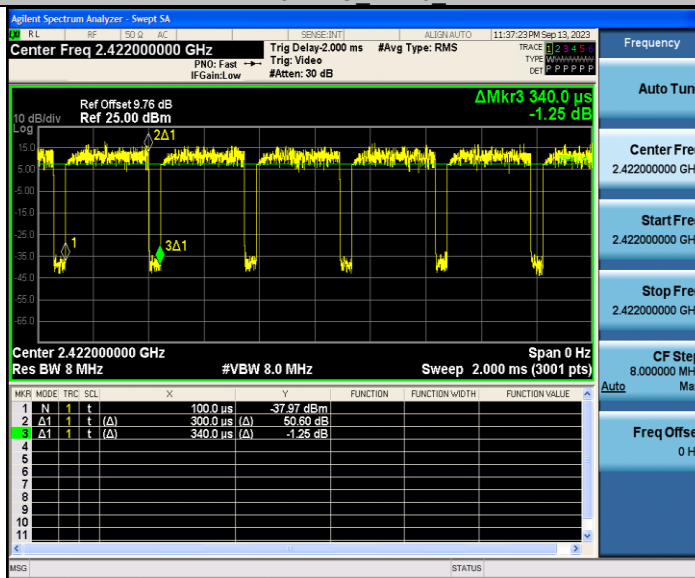 Agilent Spectrum Analyzer - Swept SA
RL RF 50 Ω AC SENSE:INT ALIGN AUTO 11:37:23 PM Sep 13, 2023
Center Freq 2.422000000 GHz
Trig Delay-2.000 ms #Avg Type: RMS
TRACE 1 2 3 4 5 6
PNO: Fast Trig: Video
TYPE W
IFGain:Low #Atten: 30 dB
DET P P P P P P
Frequency
Auto Tun
Center Fre
2.422000000 GH
Start Fre
2.422000000 GH
Stop Fre
2.422000000 GH
CF Step
8.000000 MH
Auto Ma
Freq Offse
0 H
ΔMkr3 340.0 µs
-1.25 dB
Ref Offset 9.76 dB
10 dB/div Ref 25.00 dBm
Log
15.0
5.00
-5.00
-15.0
-25.0
-35.0
-45.0
-55.0
-65.0
2Δ1
1
3Δ1
Center 2.422000000 GHz Span 0 Hz
Res BW 8 MHz #VBW 8.0 MHz Sweep 2.000 ms (3001 pts)
MKR MODE TRC SCL X Y FUNCTION FUNCTION WIDTH FUNCTION VALUE
1 N 1 t 100.0 µs -37.97 dBm
2 Δ1 1 t (Δ) 300.0 µs (Δ) 50.60 dB
3 Δ1 1 t (Δ) 340.0 µs (Δ) -1.25 dB
4
5
6
7
8
9
10
11
MSG STATUS